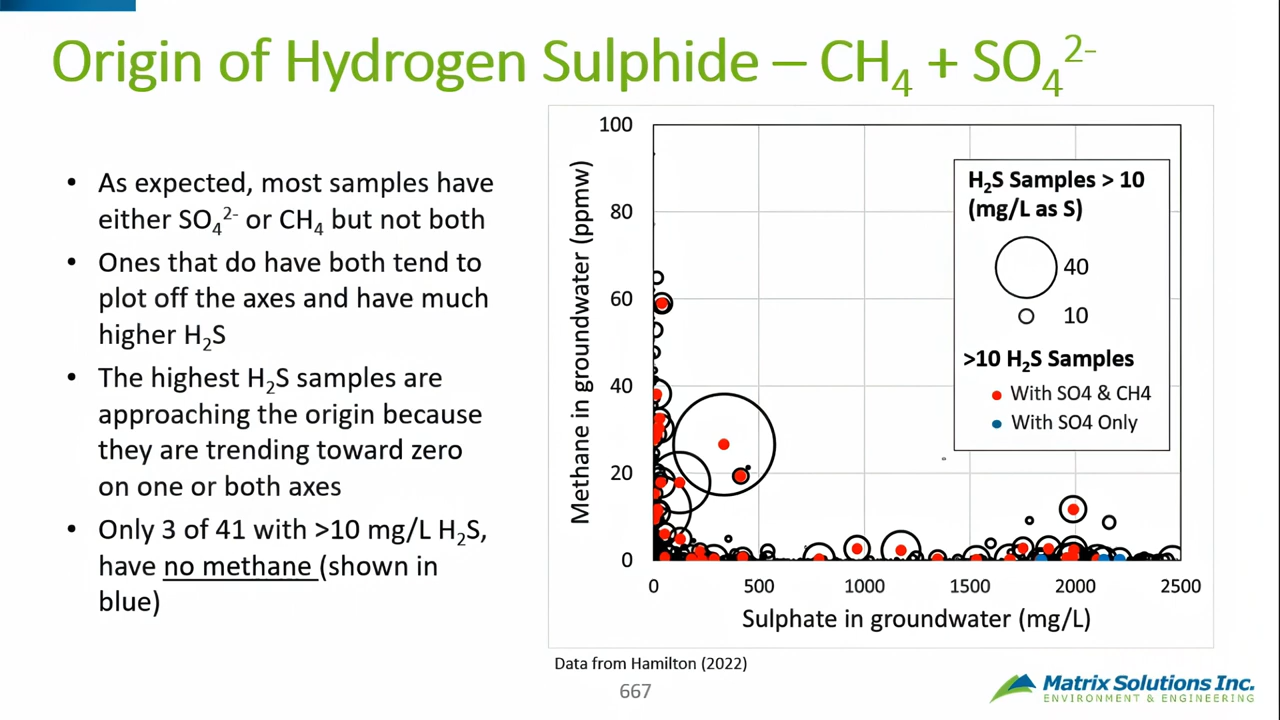 Origin of Hydrogen Sulphide – CH₄ + SO₄²⁻
• As expected, most samples have
either SO₄²⁻ or CH₄ but not both
• Ones that do have both tend to
plot off the axes and have much
higher H₂S
• The highest H₂S samples are
approaching the origin because
they are trending toward zero
on one or both axes
• Only 3 of 41 with >10 mg/L H₂S,
have no methane (shown in
blue)
Methane in groundwater (ppmw)
100
80
60
40
20
0
0 500 1000 1500 2000 2500
Sulphate in groundwater (mg/L)
H₂S Samples > 10
(mg/L as S)
40
10
>10 H₂S Samples
With SO4 & CH4
With SO4 Only
Data from Hamilton (2022)
667
Matrix Solutions Inc.
ENVIRONMENT & ENGINEERING